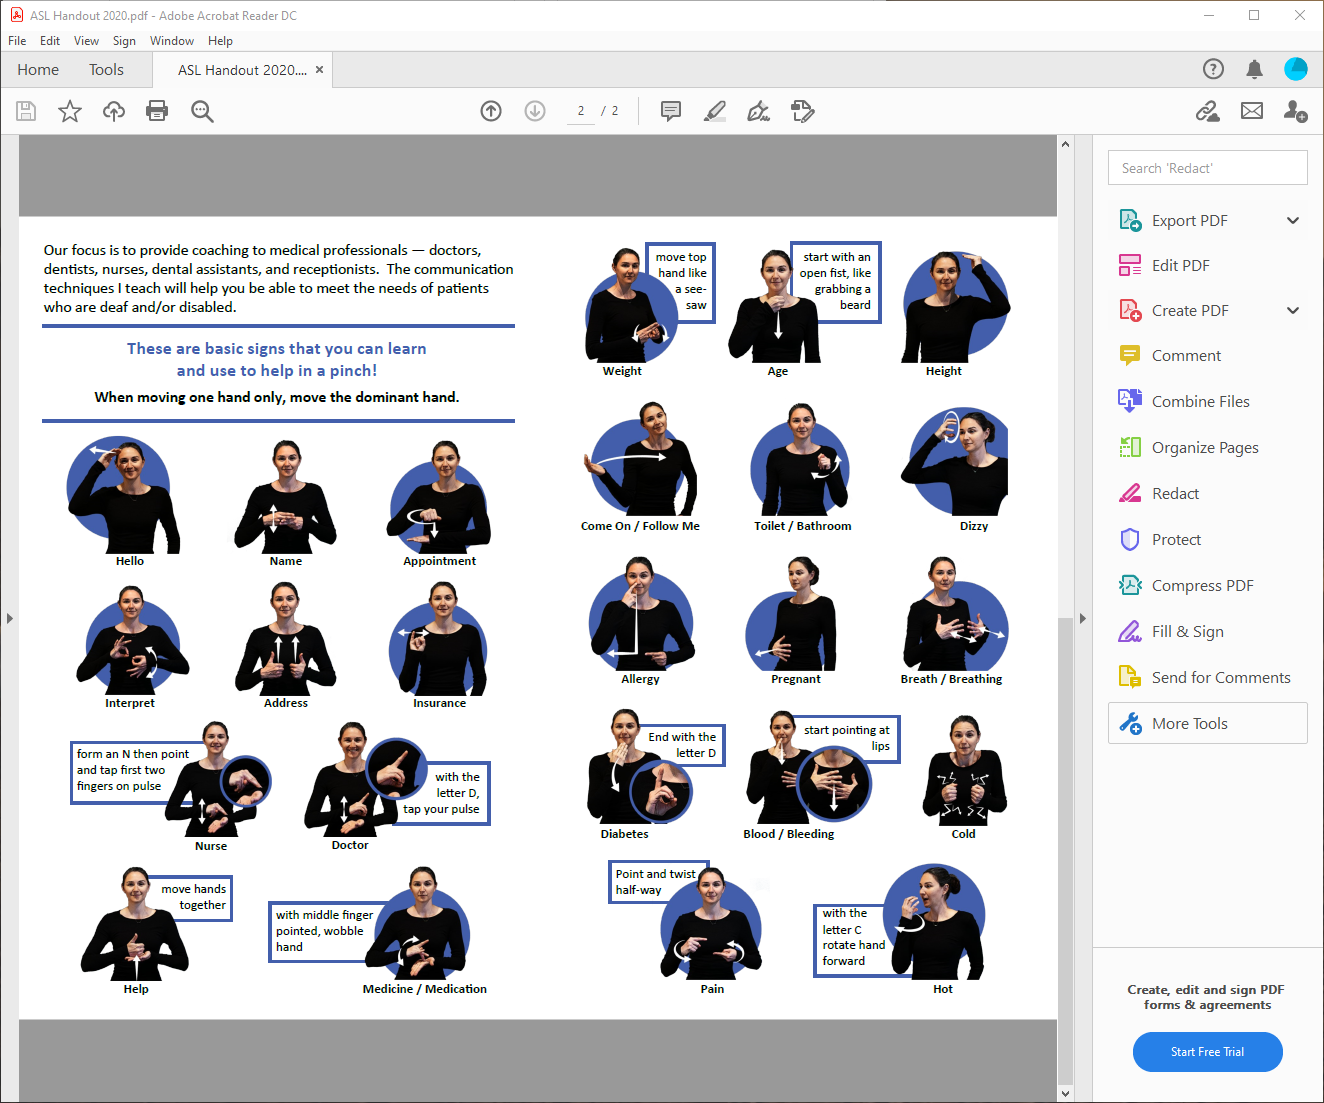 ASL Handout 2020.pdf - Adobe Acrobat Reader DC
File Edit View Sign Window Help
Home Tools ASL Handout 2020.... ×
2 / 2
Our focus is to provide coaching to medical professionals — doctors,
dentists, nurses, dental assistants, and receptionists. The communication
techniques I teach will help you be able to meet the needs of patients
who are deaf and/or disabled.
These are basic signs that you can learn
and use to help in a pinch!
When moving one hand only, move the dominant hand.
Hello
Name
Appointment
Interpret
Address
Insurance
form an N then point
and tap first two
fingers on pulse
Nurse
with the
letter D,
tap your pulse
Doctor
move hands
together
Help
with middle finger
pointed, wobble
hand
Medicine / Medication
move top
hand like
a see-
saw
Weight
start with an
open fist, like
grabbing a
beard
Age
Height
Come On / Follow Me
Toilet / Bathroom
Dizzy
Allergy
Pregnant
Breath / Breathing
End with the
letter D
Diabetes
start pointing at
lips
Blood / Bleeding
Cold
Point and twist
half-way
Pain
with the
letter C
rotate hand
forward
Hot
Search 'Redact'
Export PDF
Edit PDF
Create PDF
Comment
Combine Files
Organize Pages
Redact
Protect
Compress PDF
Fill & Sign
Send for Comments
More Tools
Create, edit and sign PDF
forms & agreements
Start Free Trial